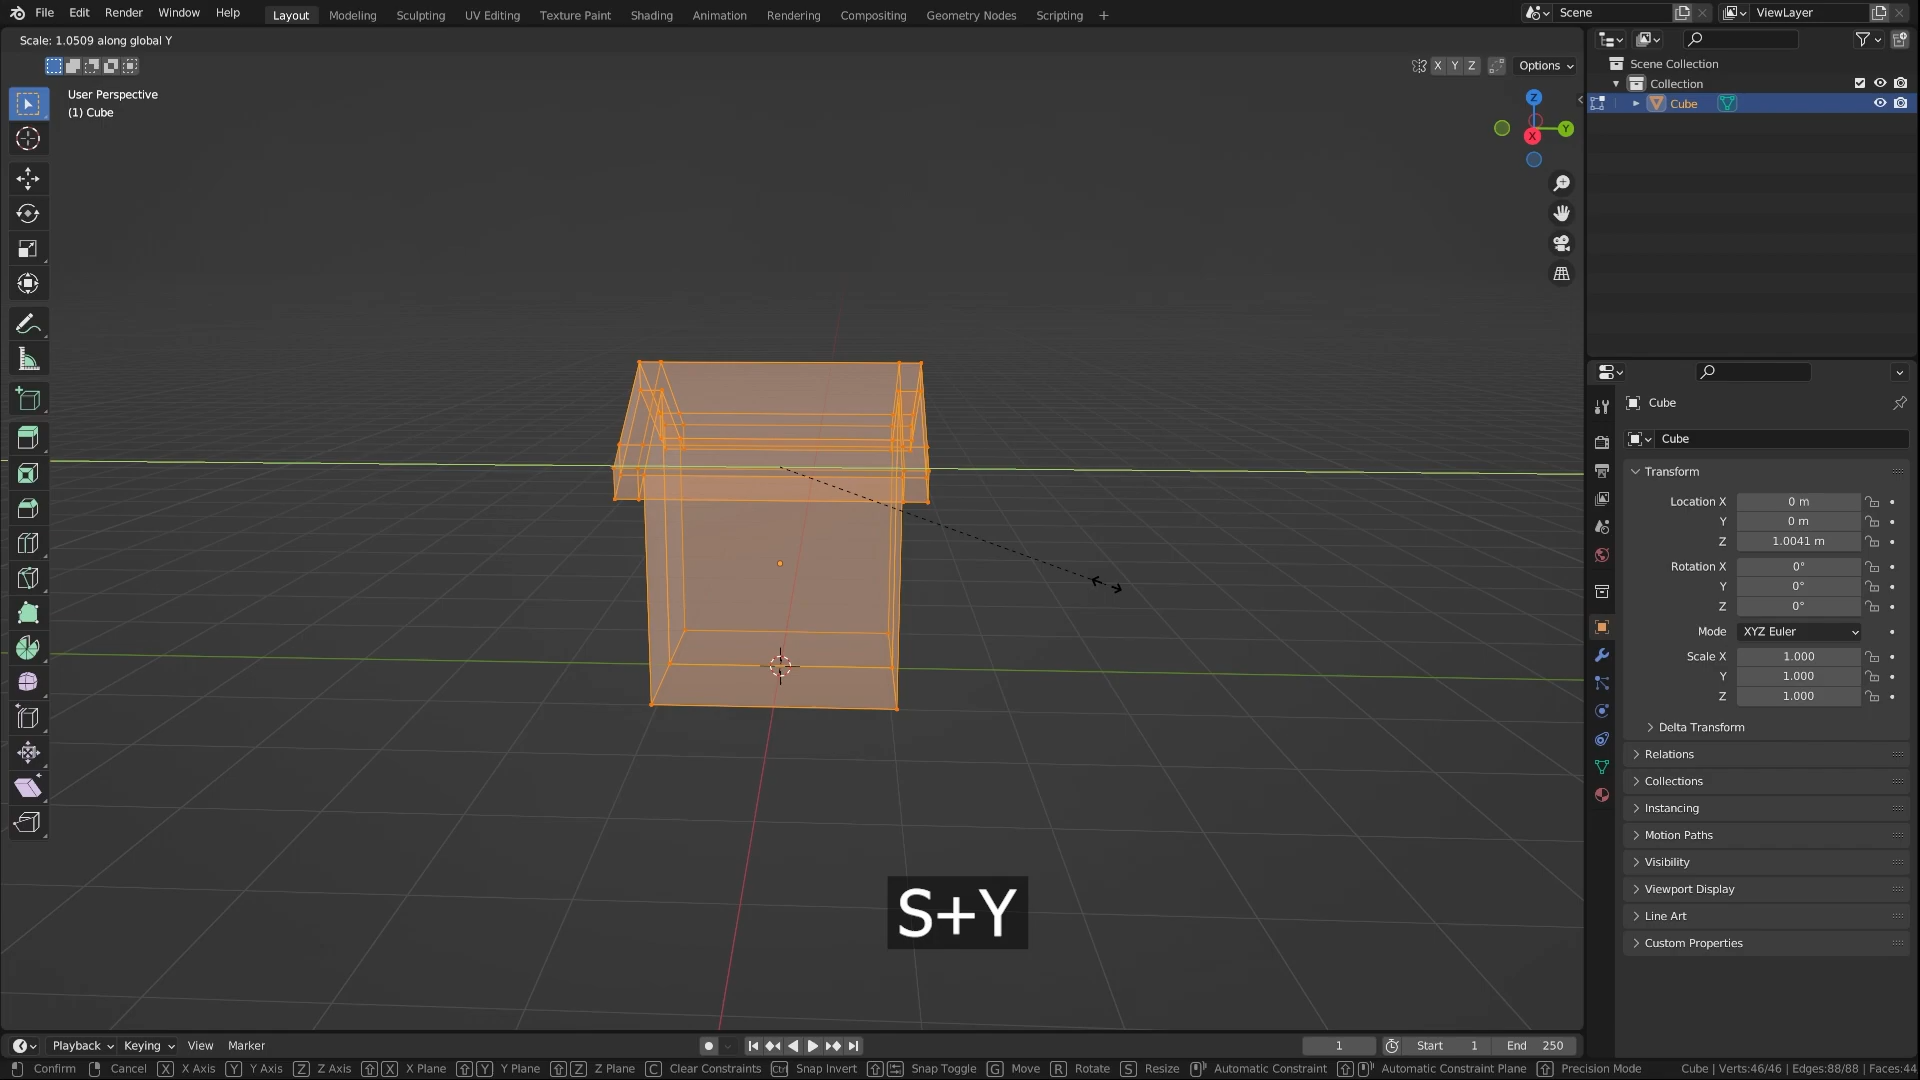 File Edit Render Window Help Layout Modeling Sculpting UV Editing Texture Paint Shading Animation Rendering Compositing Geometry Nodes Scripting + Scene ViewLayer
Scale: 1.0509 along global Y
X Y Z Options
User Perspective
(1) Cube
Z
Y
X
Scene Collection
Collection
Cube
Cube
Cube
Transform
Location X 0 m
Y 0 m
Z 1.0041 m
Rotation X 0°
Y 0°
Z 0°
Mode XYZ Euler
Scale X 1.000
Y 1.000
Z 1.000
Delta Transform
Relations
Collections
Instancing
Motion Paths
Visibility
Viewport Display
Line Art
Custom Properties
S+Y
Playback Keying View Marker 1 Start 1 End 250
Confirm Cancel X X Axis Y Y Axis Z Z Axis X X Plane Y Y Plane Z Z Plane C Clear Constraints Ctrl Snap Invert Snap Toggle G Move R Rotate S Resize Automatic Constraint Automatic Constraint Plane Precision Mode Cube | Verts:46/46 | Edges:88/88 | Faces:44